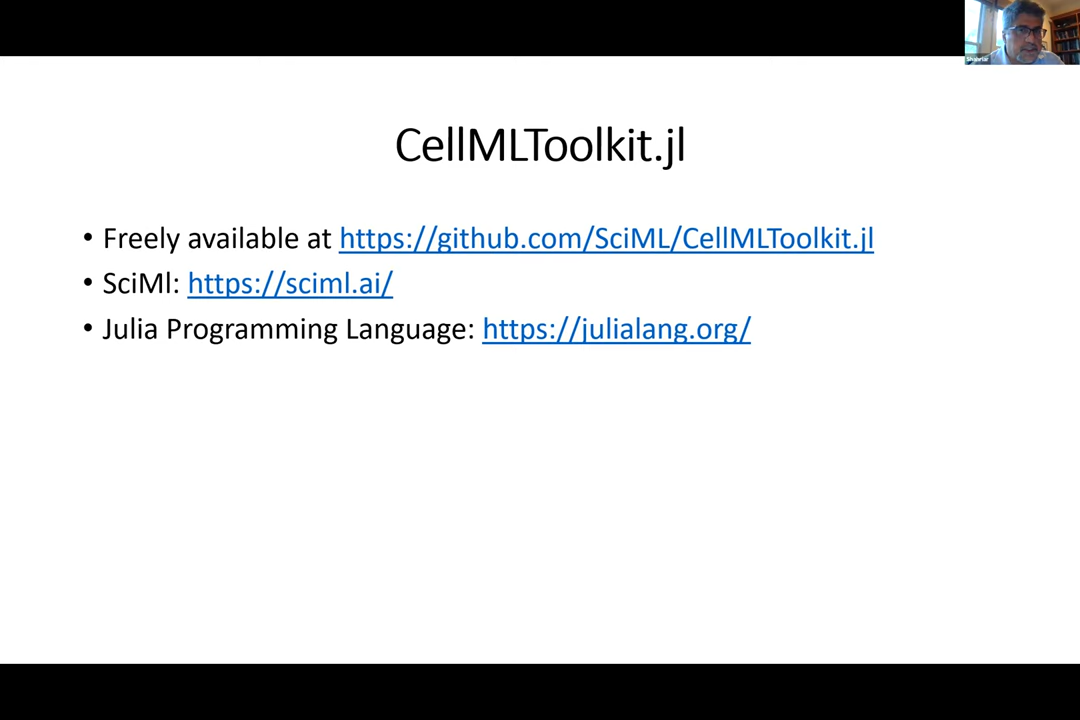 Shahriar
CellMLToolkit.jl
• Freely available at https://github.com/SciML/CellMLToolkit.jl
• SciMl: https://sciml.ai/
• Julia Programming Language: https://julialang.org/